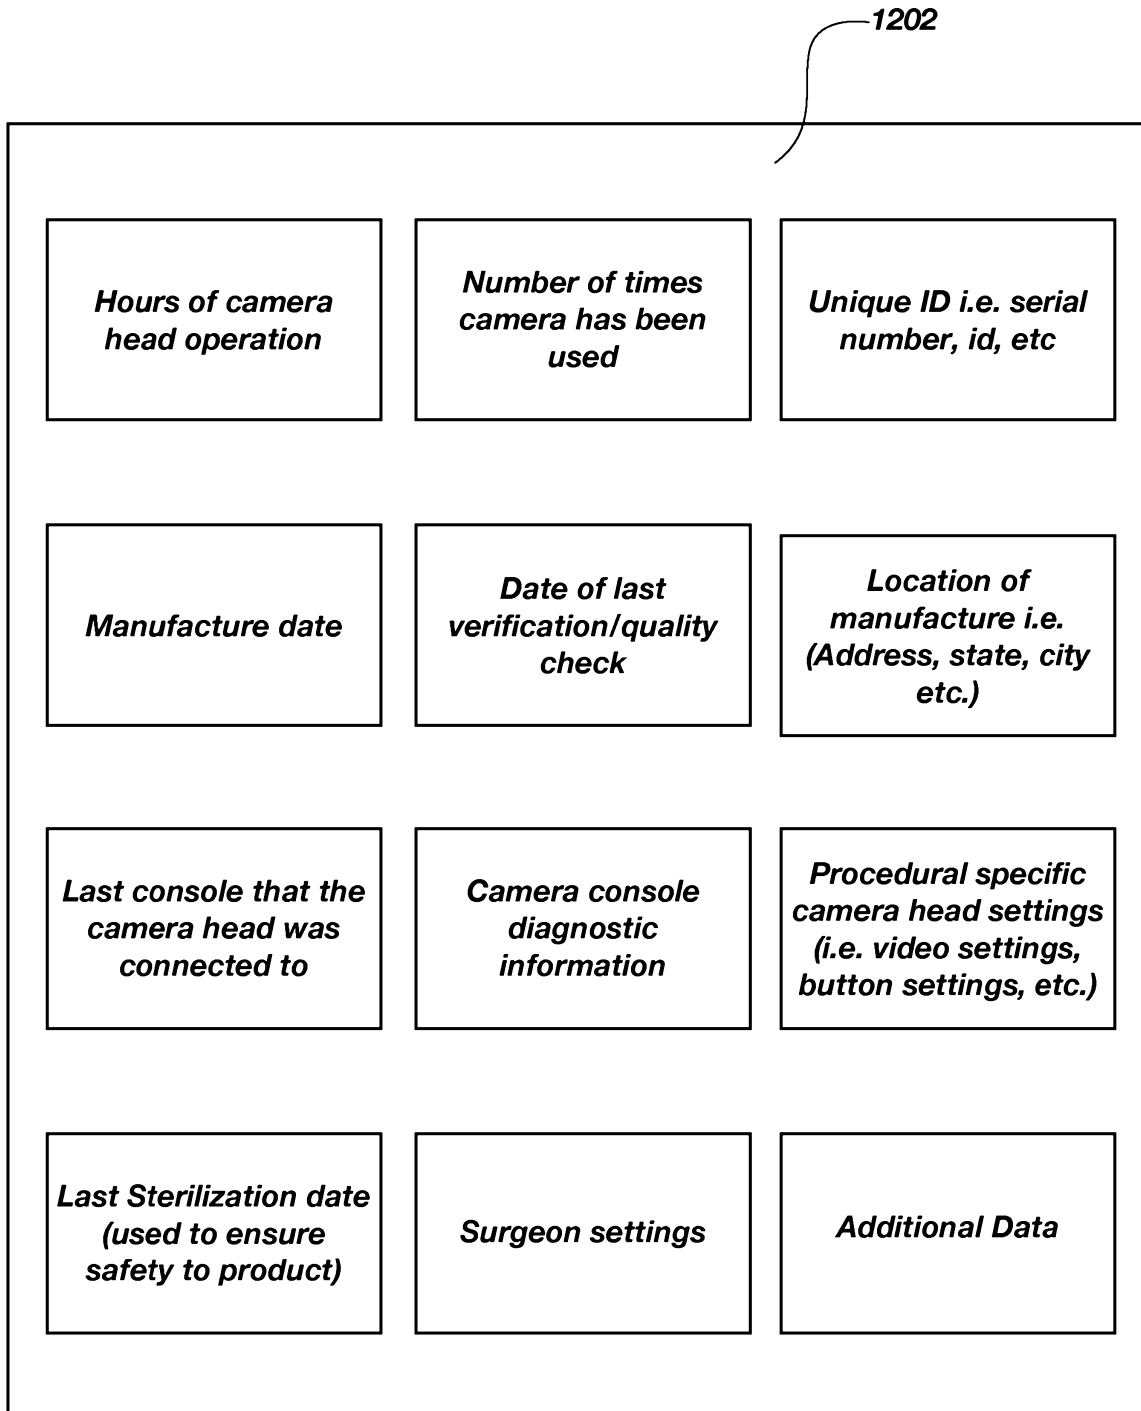 1202
Hours of camera
head operation
Number of times
camera has been
used
Unique ID i.e. serial
number, id, etc
Manufacture date
Date of last
verification/quality
check
Location of
manufacture i.e.
(Address, state, city
etc.)
Last console that the
camera head was
connected to
Camera console
diagnostic
information
Procedural specific
camera head settings
(i.e. video settings,
button settings, etc.)
Last Sterilization date
(used to ensure
safety to product)
Surgeon settings
Additional Data